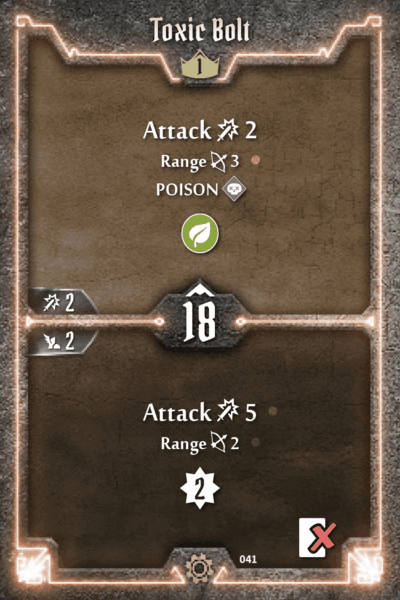 Toxic Bolt
1
Attack 2
Range 3
POISON
2
18
2
Attack 5
Range 2
2
041